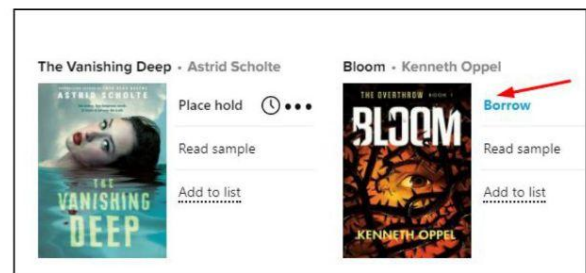 The Vanishing Deep • Astrid Scholte
ASTRID SCHOLTE
THE
VANISHING
DEEP
Place hold
Read sample
Add to list
Bloom • Kenneth Oppel
THE OVERTHROW BOOK 1
BLOOM
KENNETH OPPEL
Borrow
Read sample
Add to list